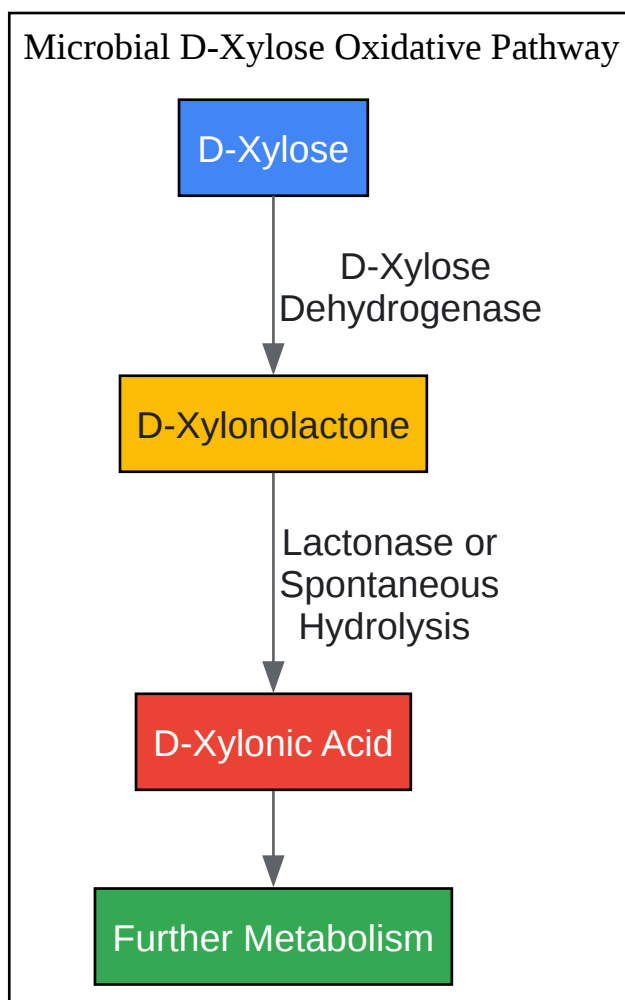 Microbial D-Xylose Oxidative Pathway
D-Xylose
D-Xylose
Dehydrogenase
D-Xylonolactone
Lactonase or
Spontaneous
Hydrolysis
D-Xylonic Acid
Further Metabolism